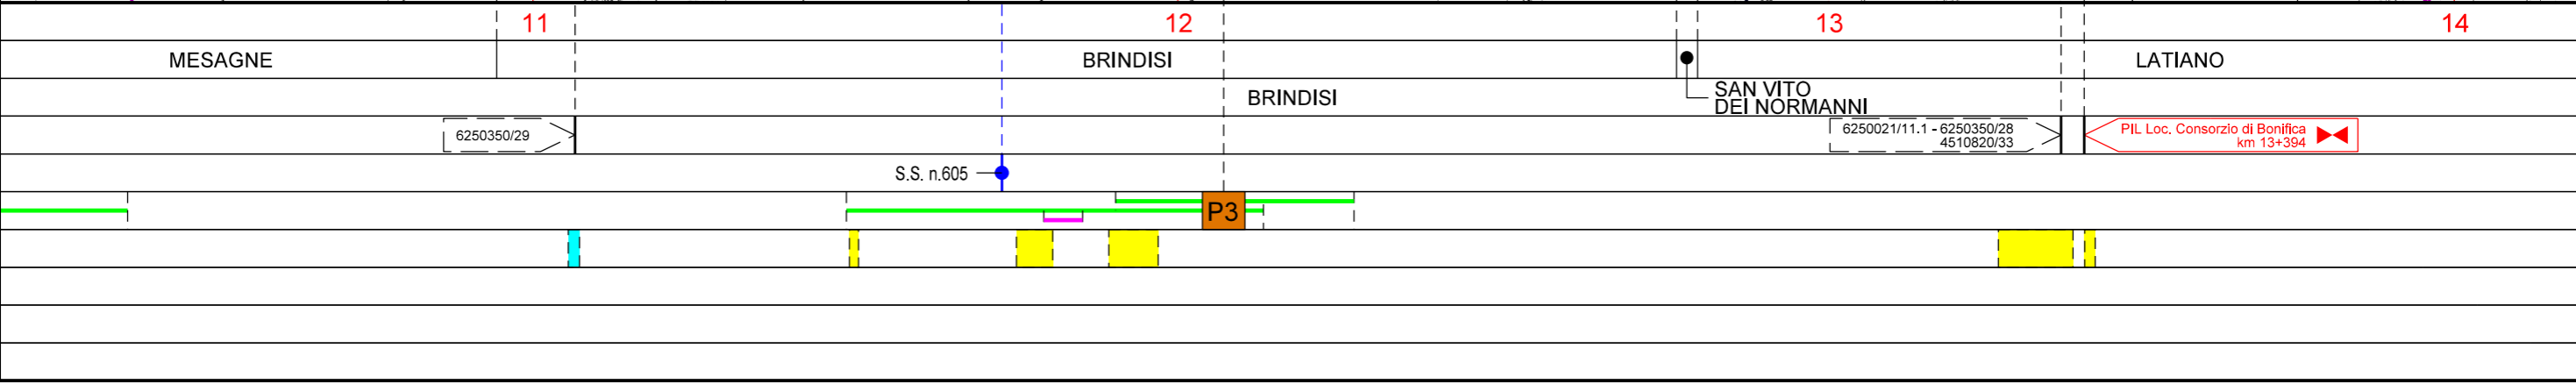 11 12 13 14
MESAGNE BRINDISI LATIANO
BRINDISI
SAN VITO
DEI NORMANNI
6250350/29
6250021/11.1 - 6250350/28
4510820/33
PIL Loc. Consorzio di Bonifica
km 13+394
S.S. n.605
P3